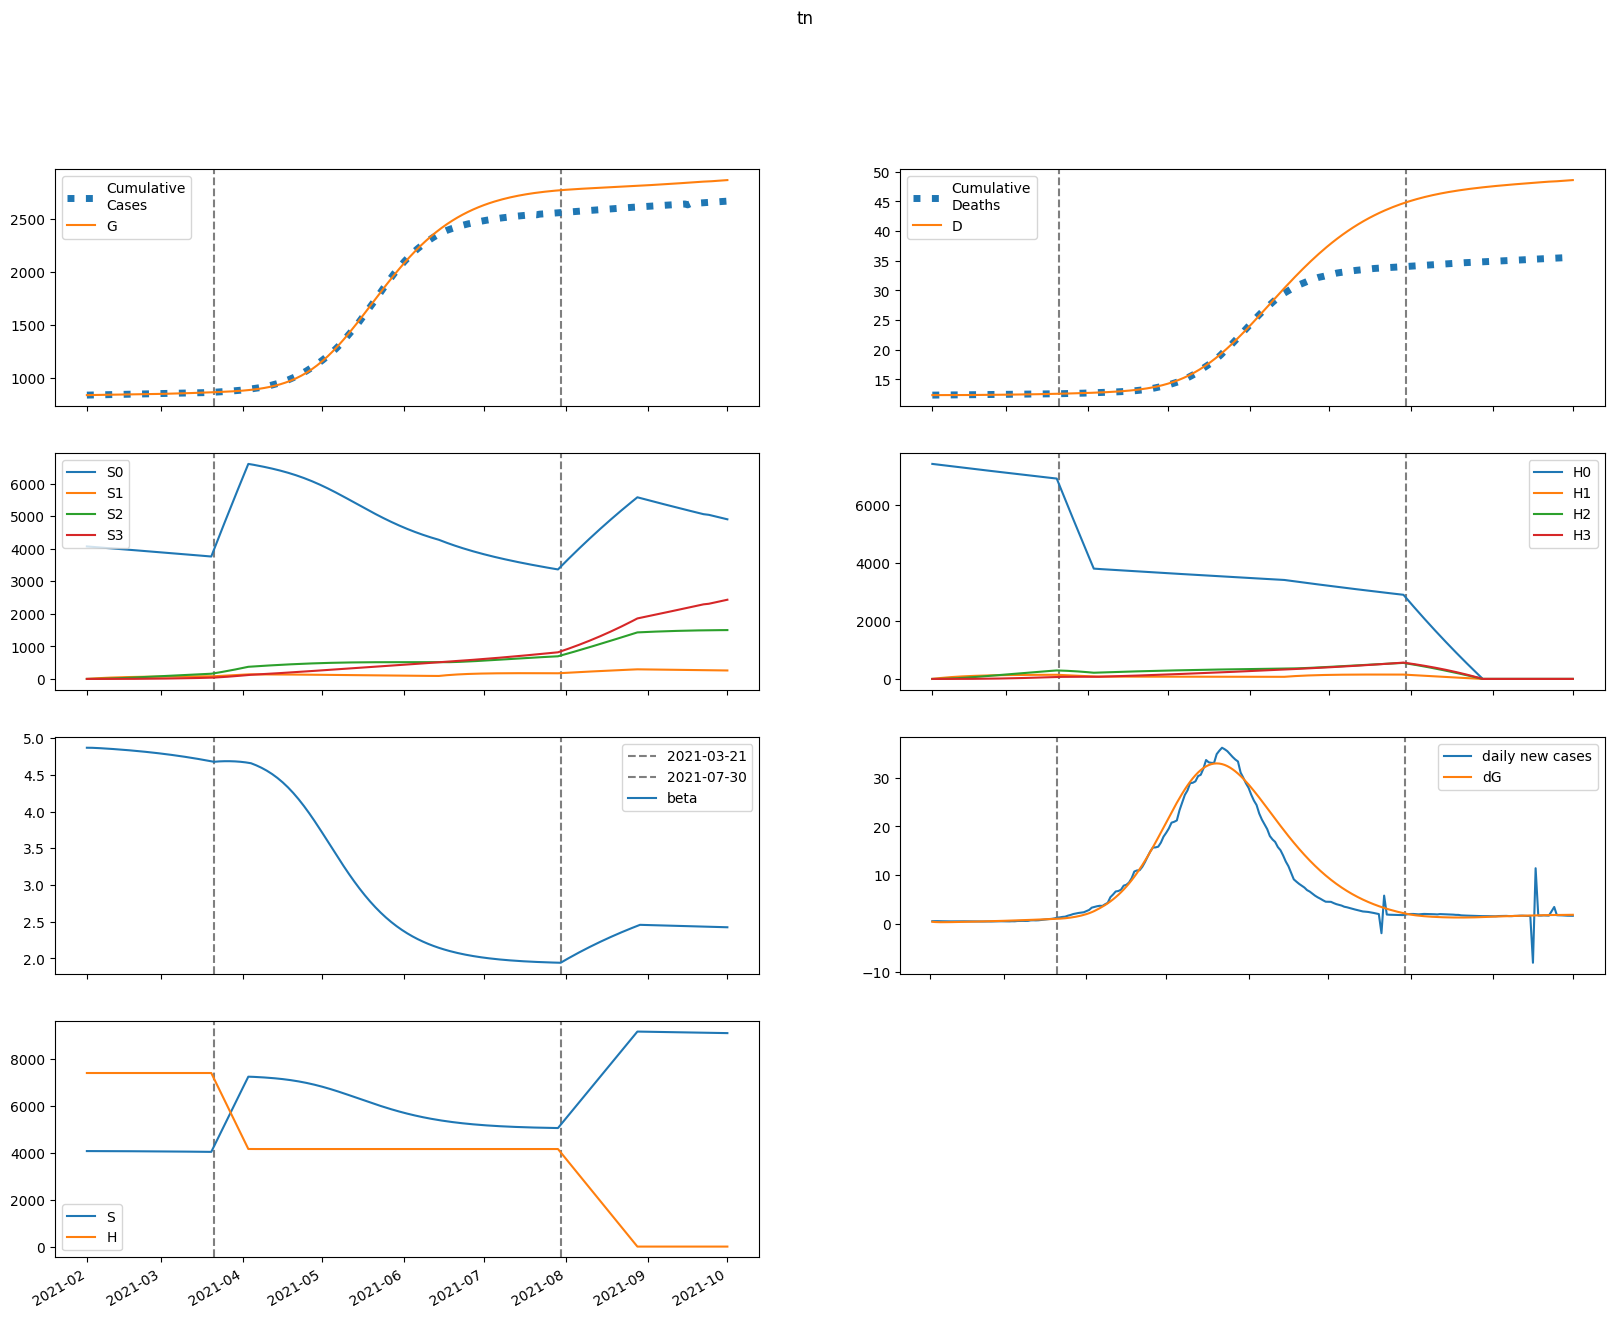 tn
Cumulative
Cases
G
2500
2000
1500
1000
Cumulative
Deaths
D
50
45
40
35
30
25
20
15
S0
S1
S2
S3
6000
5000
4000
3000
2000
1000
0
H0
H1
H2
H3
6000
4000
2000
0
2021-03-21
2021-07-30
beta
5.0
4.5
4.0
3.5
3.0
2.5
2.0
daily new cases
dG
30
20
10
0
−10
8000
6000
4000
2000
0
S
H
2021-02
2021-03
2021-04
2021-05
2021-06
2021-07
2021-08
2021-09
2021-10